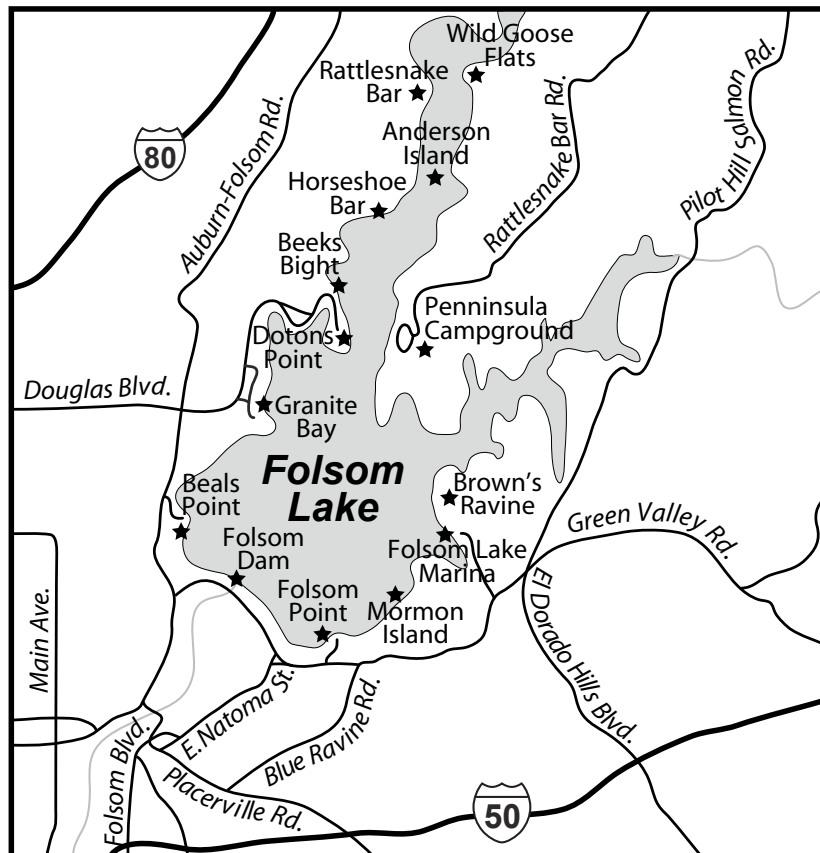 Wild Goose
Flats
Rattlesnake
Bar
Rattlesnake Bar Rd.
Pilot Hill Salmon Rd.
Auburn-Folsom Rd.
80
Anderson
Island
Horseshoe
Bar
Beeks
Bight
Penninsula
Campground
Dotons
Point
Douglas Blvd.
Granite
Bay
Folsom
Lake
Beals
Point
Brown's
Ravine
Folsom
Dam
Folsom Lake
Marina
Green Valley Rd.
Folsom
Point
Mormon
Island
El Dorado Hills Blvd.
Main Ave.
E.Natoma St.
Blue Ravine Rd.
Folsom Blvd.
Placerville Rd.
50